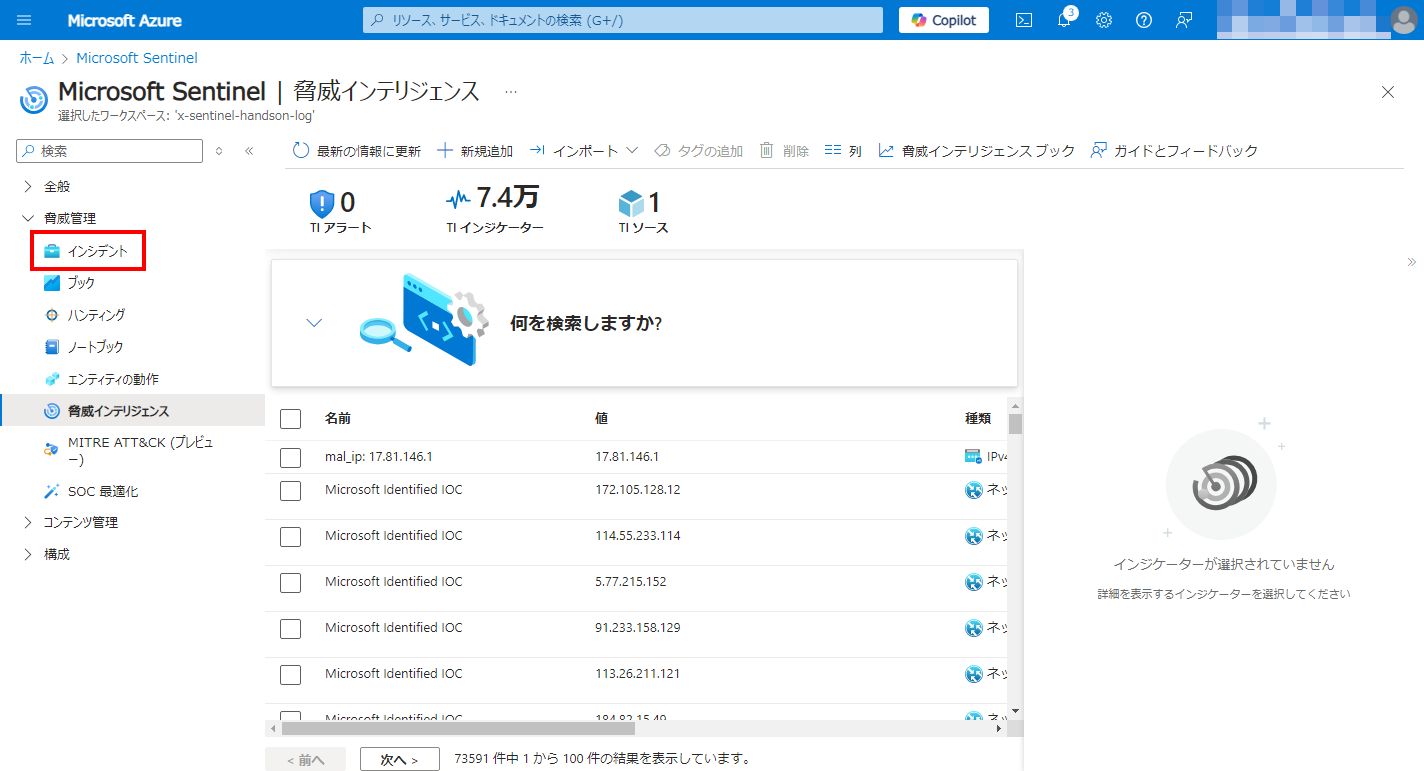 Microsoft Azure
リソース、サービス、ドキュメントの検索 (G+/)
Copilot
3
ホーム > Microsoft Sentinel
Microsoft Sentinel | 脅威インテリジェンス ...
選択したワークスペース: 'x-sentinel-handson-log'
検索
最新の情報に更新 新規追加 インポート タグの追加 削除 列 脅威インテリジェンス ブック ガイドとフィードバック
全般
脅威管理
インシデント
ブック
ハンティング
ノートブック
エンティティの動作
脅威インテリジェンス
MITRE ATT&CK (プレビュ
ー)
SOC 最適化
コンテンツ管理
構成
0 7.4万 1
TI アラート TI インジケーター TI ソース
何を検索しますか?
名前 値 種類
mal_ip: 17.81.146.1 17.81.146.1 IPv4
Microsoft Identified IOC 172.105.128.12 ネッ
Microsoft Identified IOC 114.55.233.114 ネッ
Microsoft Identified IOC 5.77.215.152 ネッ
Microsoft Identified IOC 91.233.158.129 ネッ
Microsoft Identified IOC 113.26.211.121 ネッ
Microsoft Identified IOC 184.82.15.49 ネッ
< 前へ 次へ > 73591 件中 1 から 100 件の結果を表示しています。
インジケーターが選択されていません
詳細を表示するインジケーターを選択してください